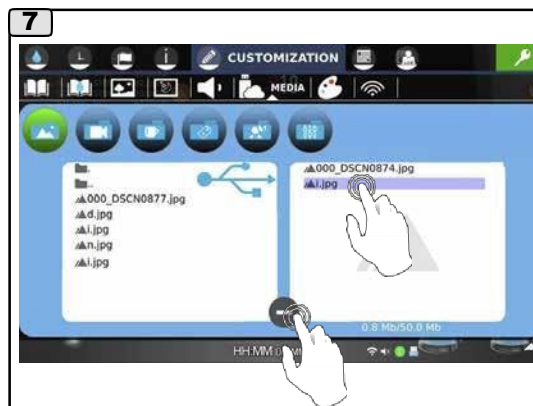 7
CUSTOMIZATION
MEDIA
.
..
000_DSCN0877.jpg
d.jpg
i.jpg
n.jpg
i.jpg
000_DSCN0874.jpg
i.jpg
0.8 Mb/50.0 Mb
HH:MM